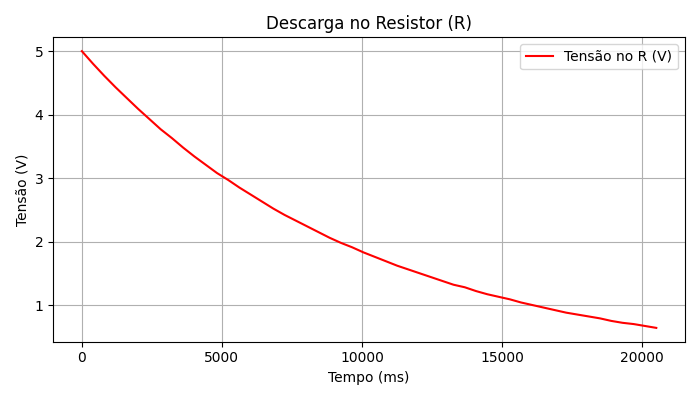 Descarga no Resistor (R)
Tensão no R (V)
Tensão (V)
5
4
3
2
1
0 5000 10000 15000 20000
Tempo (ms)